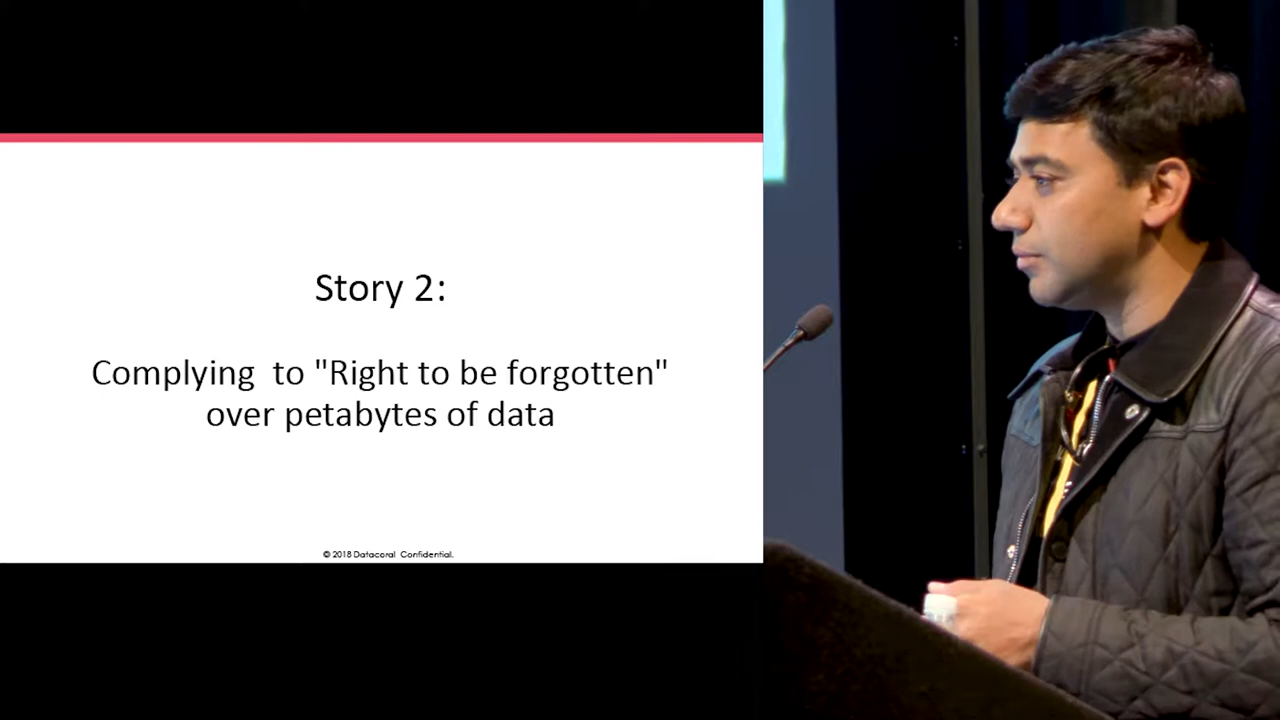 Story 2:
Complying  to "Right to be forgotten"
over petabytes of data
© 2018 Datacoral  Confidential.